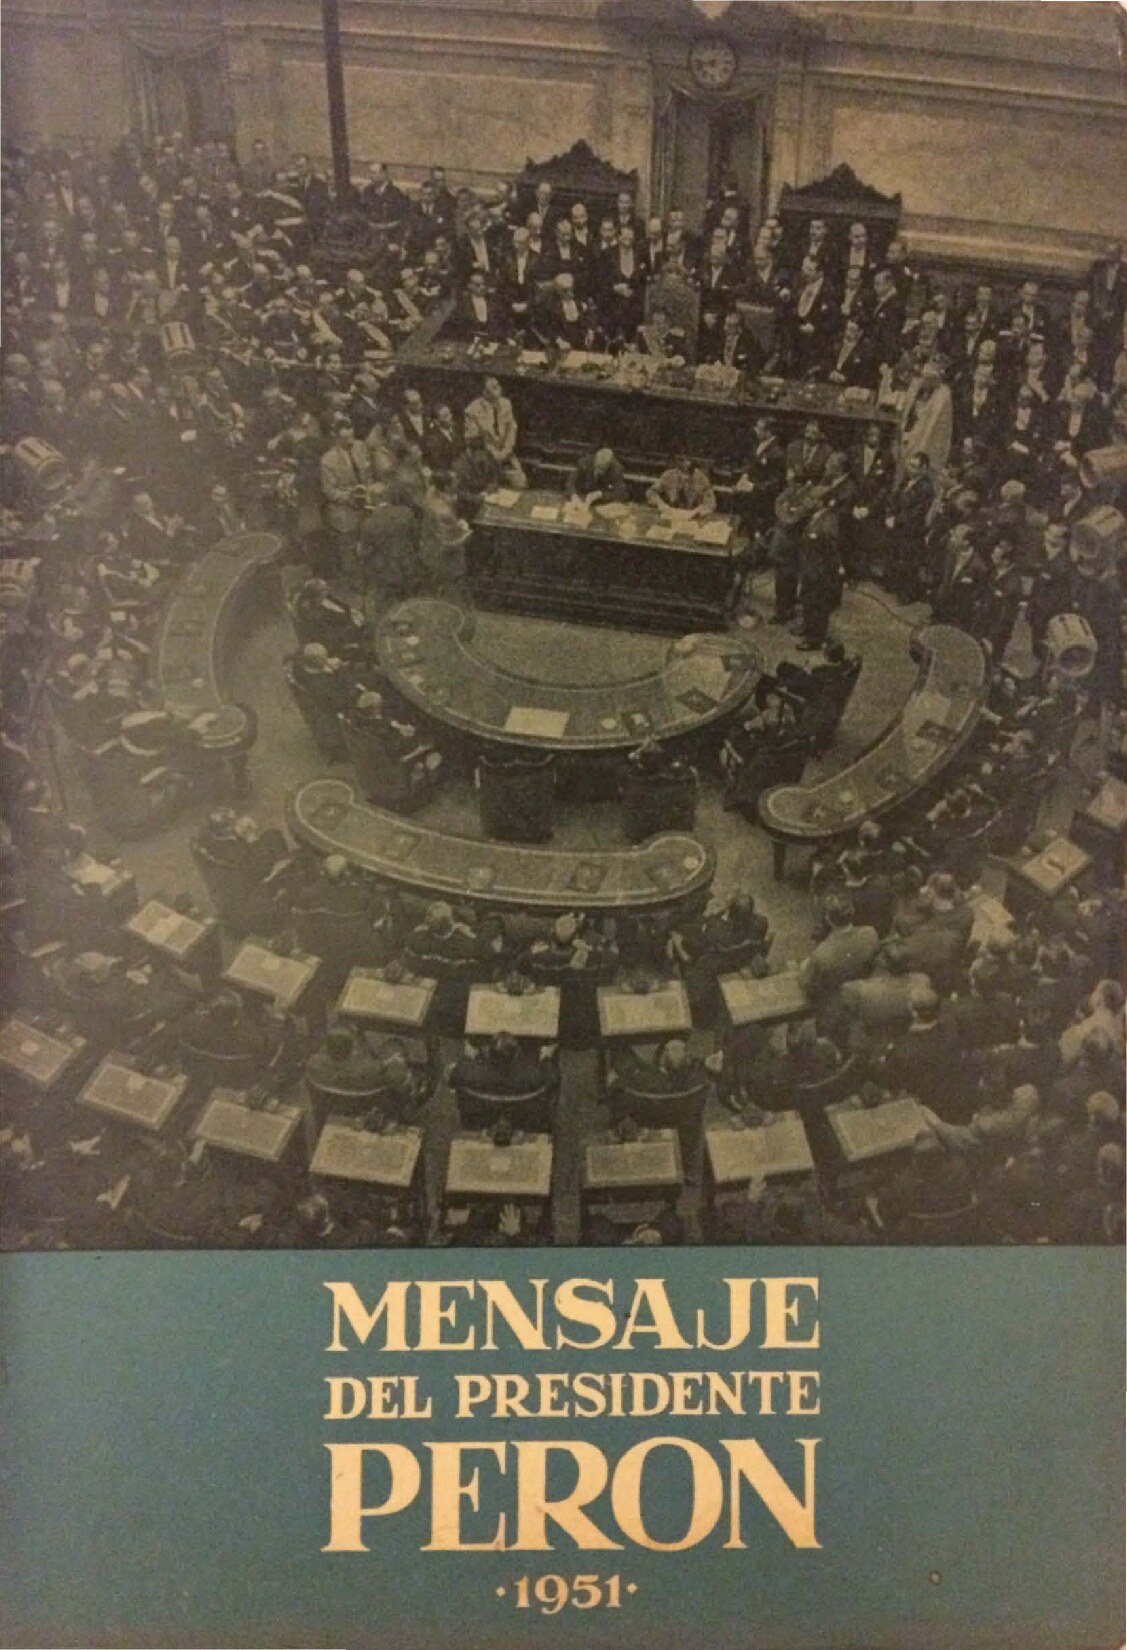 MENSAJE
DEL PRESIDENTE
PERON
·1951·